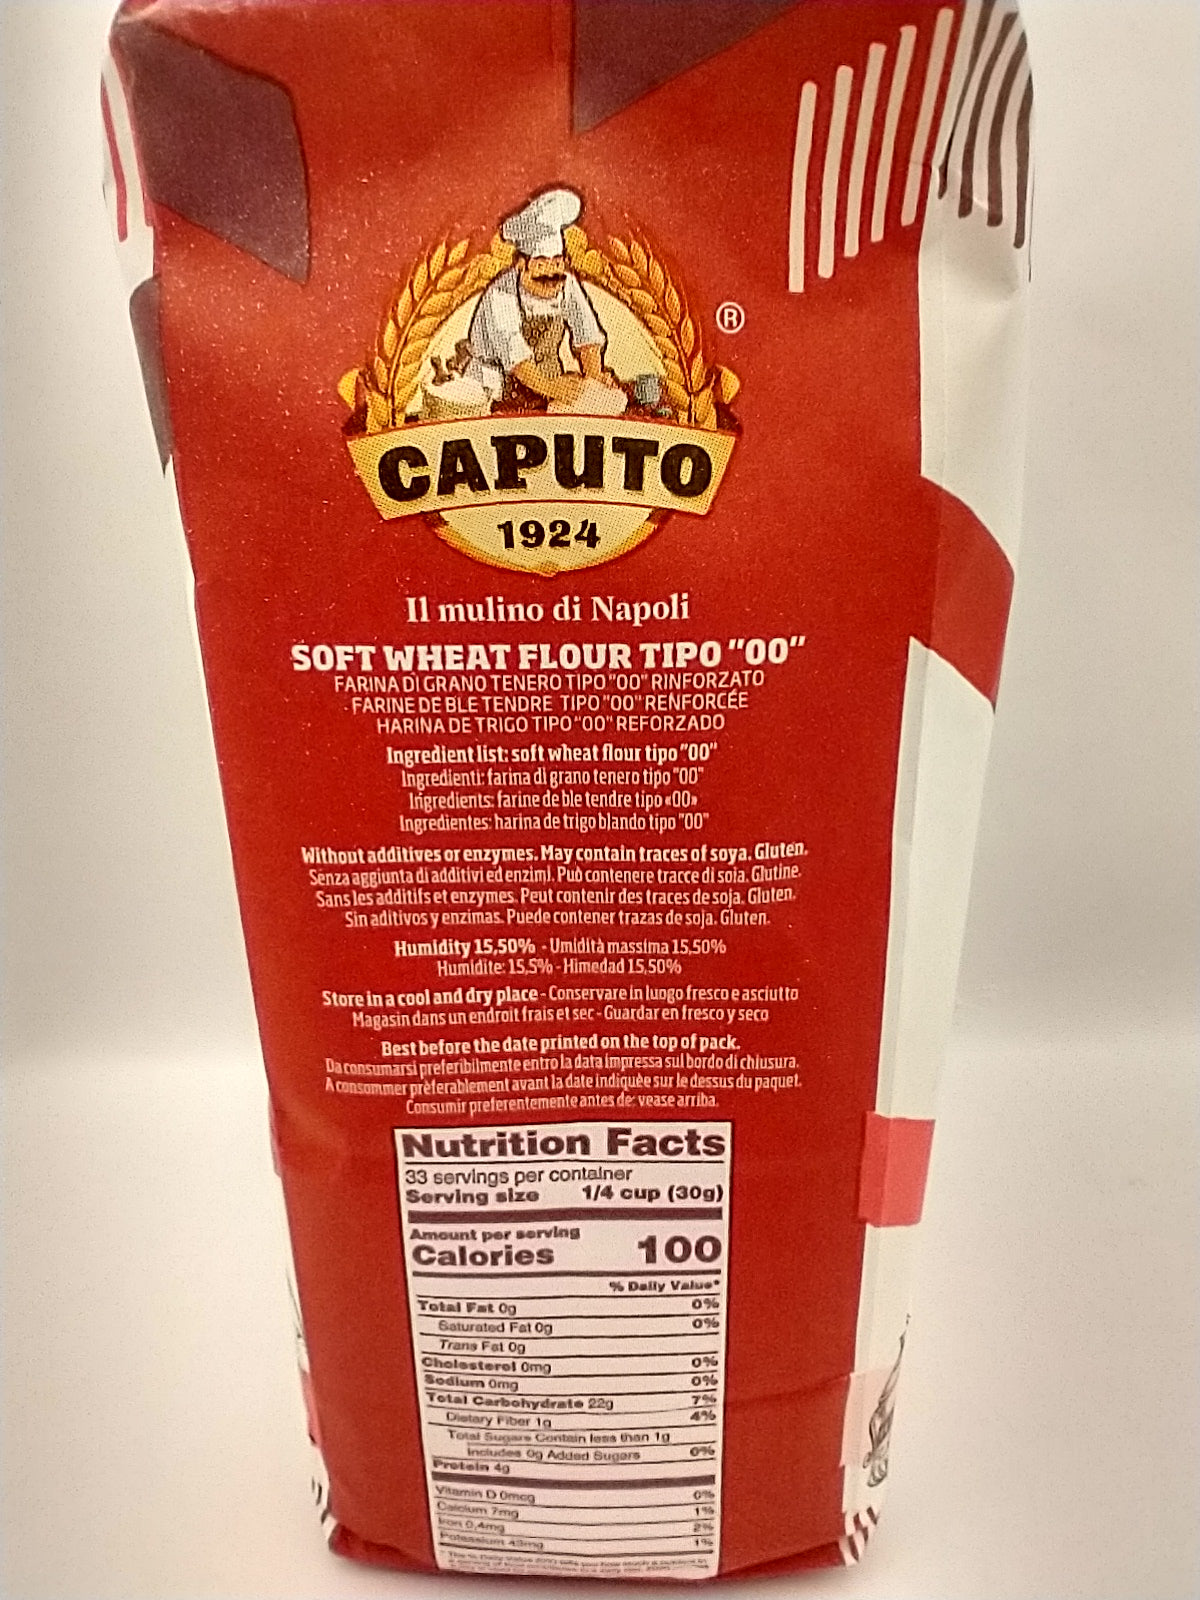 ®
CAPUTO
1924
Il mulino di Napoli
SOFT WHEAT FLOUR TIPO "00"
FARINA DI GRANO TENERO TIPO "00" RINFORZATO
FARINE DE BLE TENDRE TIPO "00" RENFORCÉE
HARINA DE TRIGO TIPO "00" REFORZADO
Ingredient list: soft wheat flour tipo "00"
Ingredienti: farina di grano tenero tipo "00"
Ingredients: farine de ble tendre tipo «00»
Ingredientes: harina de trigo blando tipo "00"
Without additives or enzymes. May contain traces of soya. Gluten.
Senza aggiunta di additivi ed enzimi. Può contenere tracce di soia. Glutine.
Sans les additifs et enzymes. Peut contenir des traces de soja. Gluten.
Sin aditivos y enzimas. Puede contener trazas de soja. Gluten.
Humidity 15,50% - Umidità massima 15,50%
Humidite: 15,5% - Himedad 15,50%
Store in a cool and dry place - Conservare in luogo fresco e asciutto
Magasin dans un endroit frais et sec - Guardar en fresco y seco
Best before the date printed on the top of pack.
Da consumarsi preferibilmente entro la data impressa sul bordo di chiusura.
A consommer prèferablement avant la date indiquèe sur le dessus du paquet.
Consumir preferentemente antes de: vease arriba.
Nutrition Facts
33 servings per container
Serving size 1/4 cup (30g)
Amount per serving
Calories 100
% Daily Value*
Total Fat 0g 0%
Saturated Fat 0g 0%
Trans Fat 0g
Cholesterol 0mg 0%
Sodium 0mg 0%
Total Carbohydrate 22g 7%
Dietary Fiber 1g 4%
Total Sugars Contain less than 1g
Includes 0g Added Sugars 0%
Protein 4g
Vitamin D 0mcg 0%
Calcium 7mg 1%
Iron 0,4mg 2%
Potassium 43mg 1%